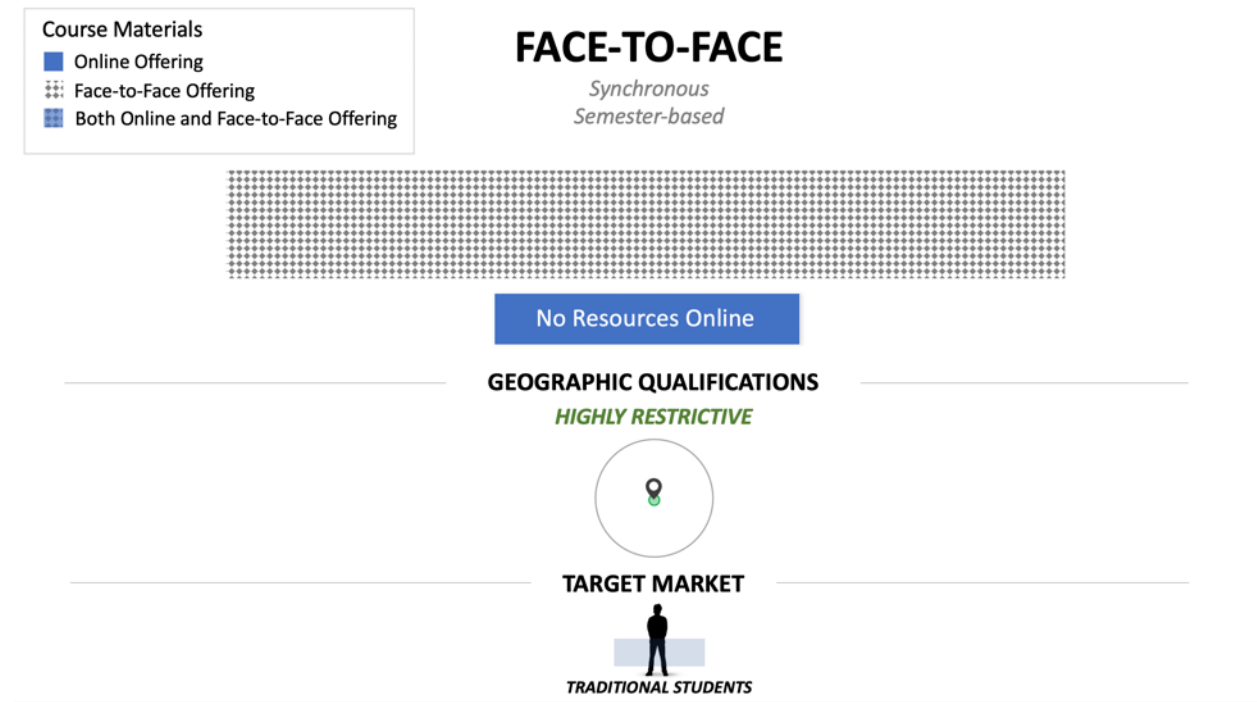 Course Materials
Online Offering
Face-to-Face Offering
Both Online and Face-to-Face Offering
FACE-TO-FACE
Synchronous
Semester-based
No Resources Online
GEOGRAPHIC QUALIFICATIONS
HIGHLY RESTRICTIVE
TARGET MARKET
TRADITIONAL STUDENTS